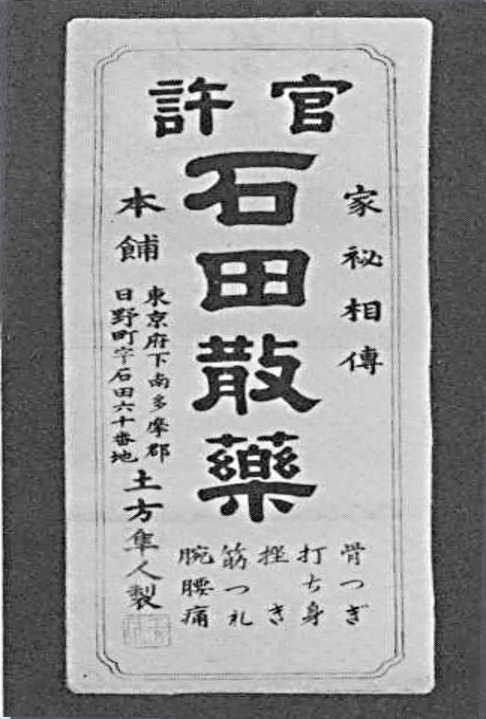 官許
家祕相傳
石田散藥
骨つぎ
打ち身
挫き
筋つれ
腕腰痛
本舗
東京府下南多摩郡
日野町字石田六十番地
土方隼人製